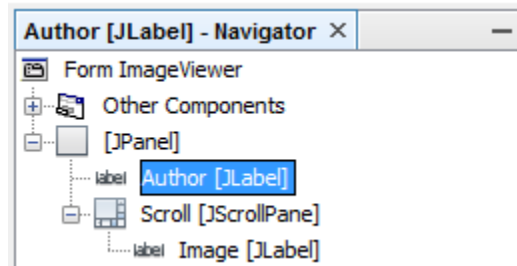 Author [JLabel] - Navigator ×
Form ImageViewer
Other Components
[JPanel]
label Author [JLabel]
Scroll [JScrollPane]
label Image [JLabel]